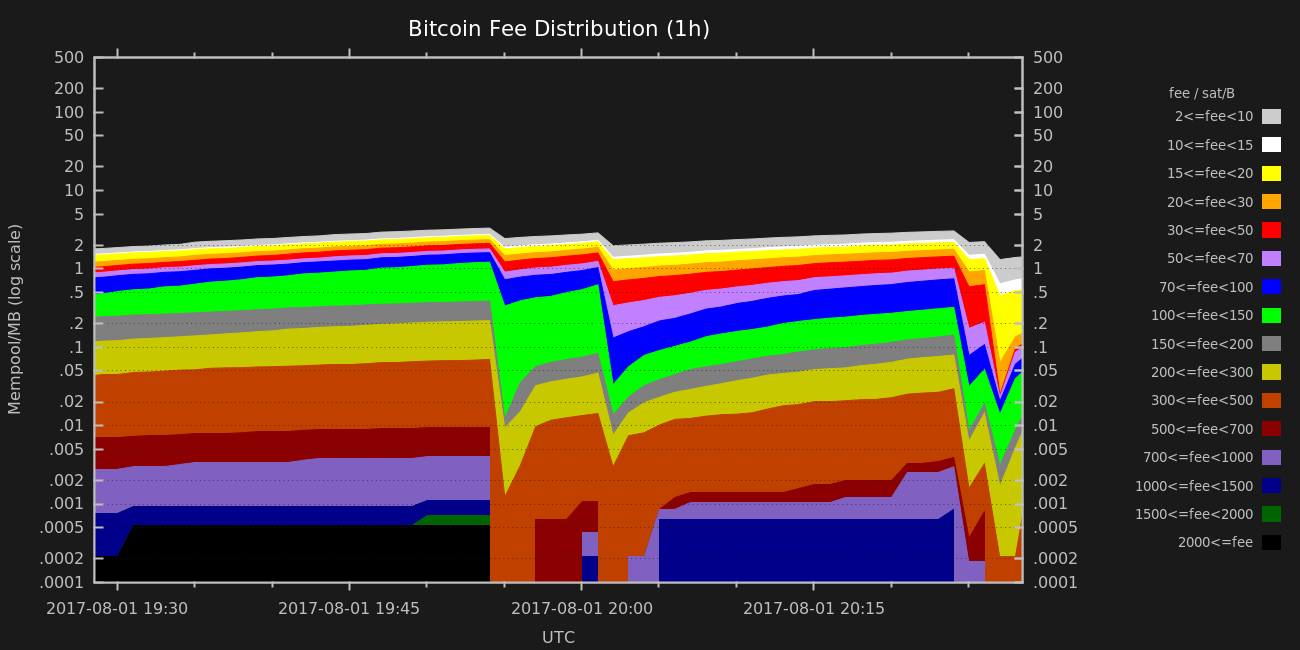 Bitcoin Fee Distribution (1h)
500
200
100
50
20
10
5
2
1
.5
.2
.1
.05
.02
.01
.005
.002
.001
.0005
.0002
.0001
Mempool/MB (log scale)
500
200
100
50
20
10
5
2
1
.5
.2
.1
.05
.02
.01
.005
.002
.001
.0005
.0002
.0001
2017-08-01 19:30
2017-08-01 19:45
2017-08-01 20:00
2017-08-01 20:15
UTC
fee / sat/B
2<=fee<10
10<=fee<15
15<=fee<20
20<=fee<30
30<=fee<50
50<=fee<70
70<=fee<100
100<=fee<150
150<=fee<200
200<=fee<300
300<=fee<500
500<=fee<700
700<=fee<1000
1000<=fee<1500
1500<=fee<2000
2000<=fee